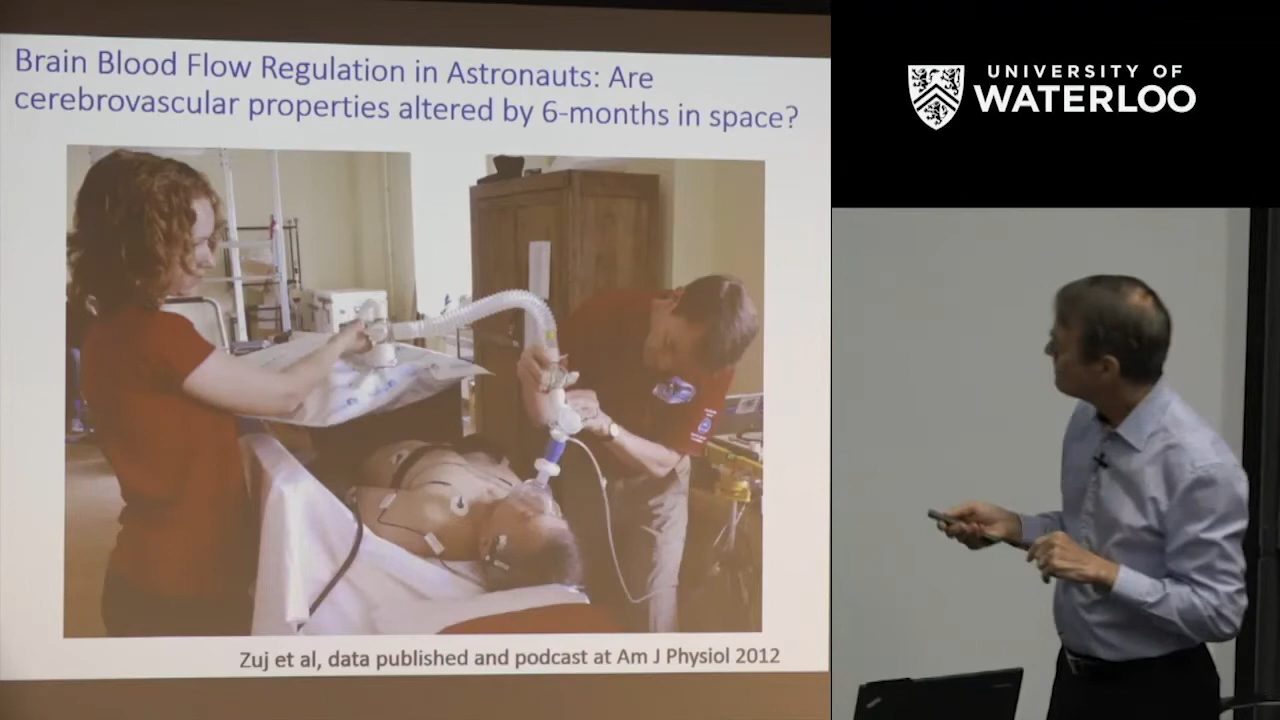 Brain Blood Flow Regulation in Astronauts: Are
cerebrovascular properties altered by 6-months in space?
Zuj et al, data published and podcast at Am J Physiol 2012
UNIVERSITY OF
WATERLOO